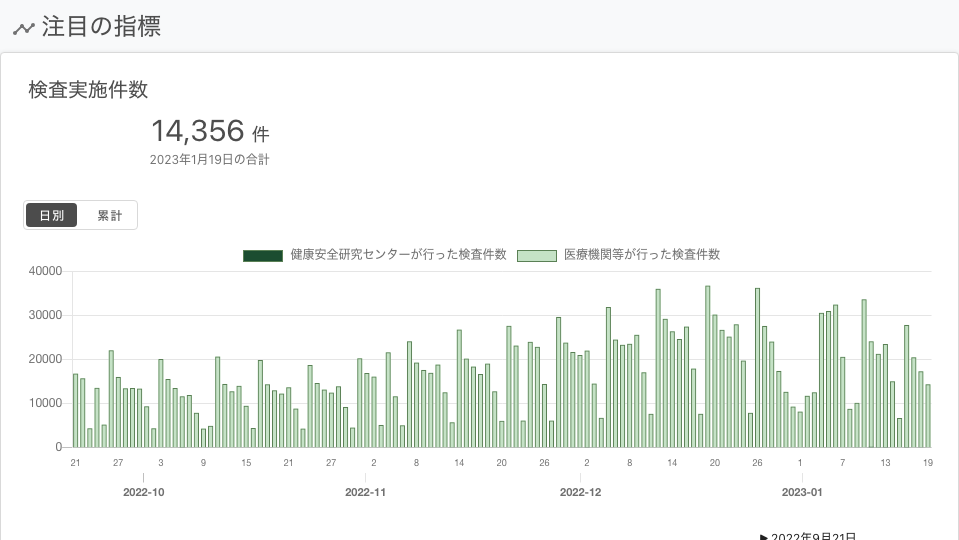 注目の指標
検査実施件数
14,356 件
2023年1月19日の合計
日別 累計
健康安全研究センターが行った検査件数 医療機関等が行った検査件数
40000
30000
20000
10000
0
21 27 3 9 15 21 27 2 8 14 20 26 2 8 14 20 26 1 7 13 19
2022-10 2022-11 2022-12 2023-01
▶ 2022年9月21日